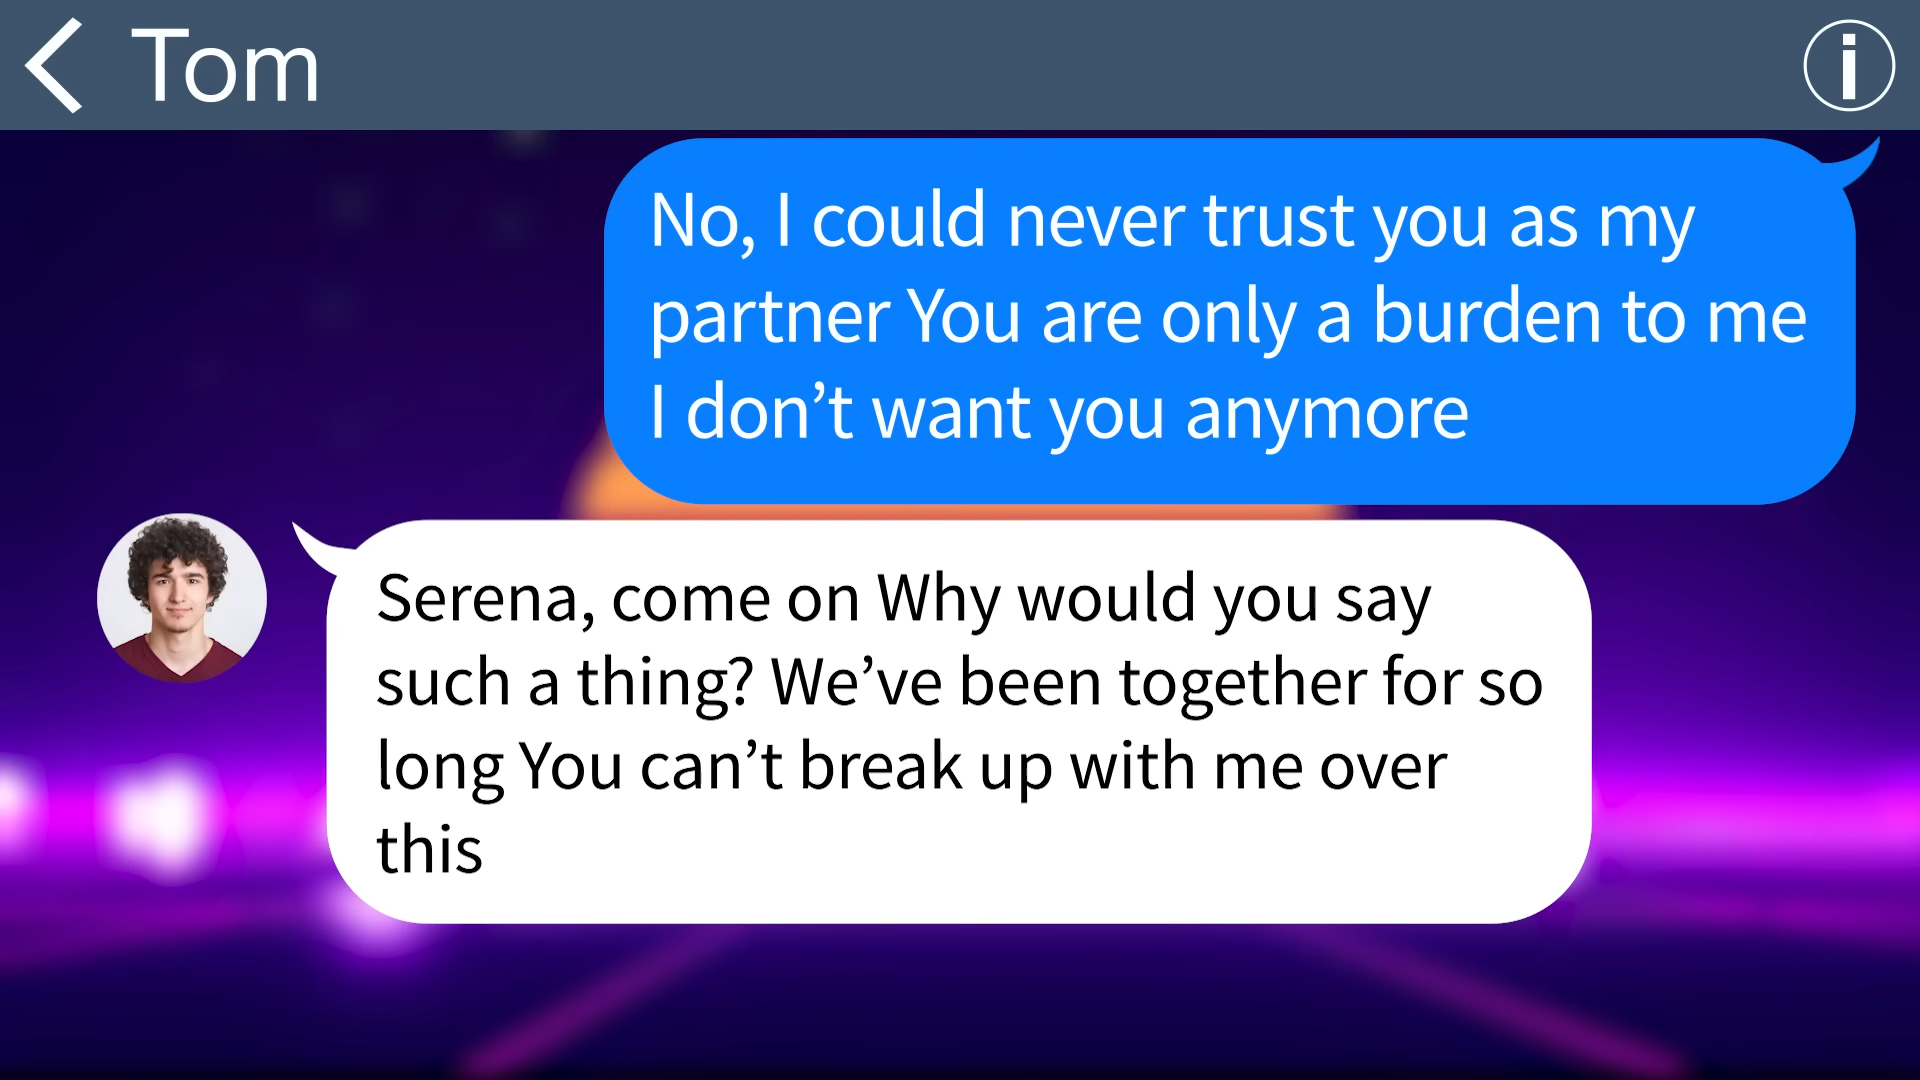 Tom
No, I could never trust you as my
partner You are only a burden to me
I don’t want you anymore
Serena, come on Why would you say
such a thing? We’ve been together for so
long You can’t break up with me over
this